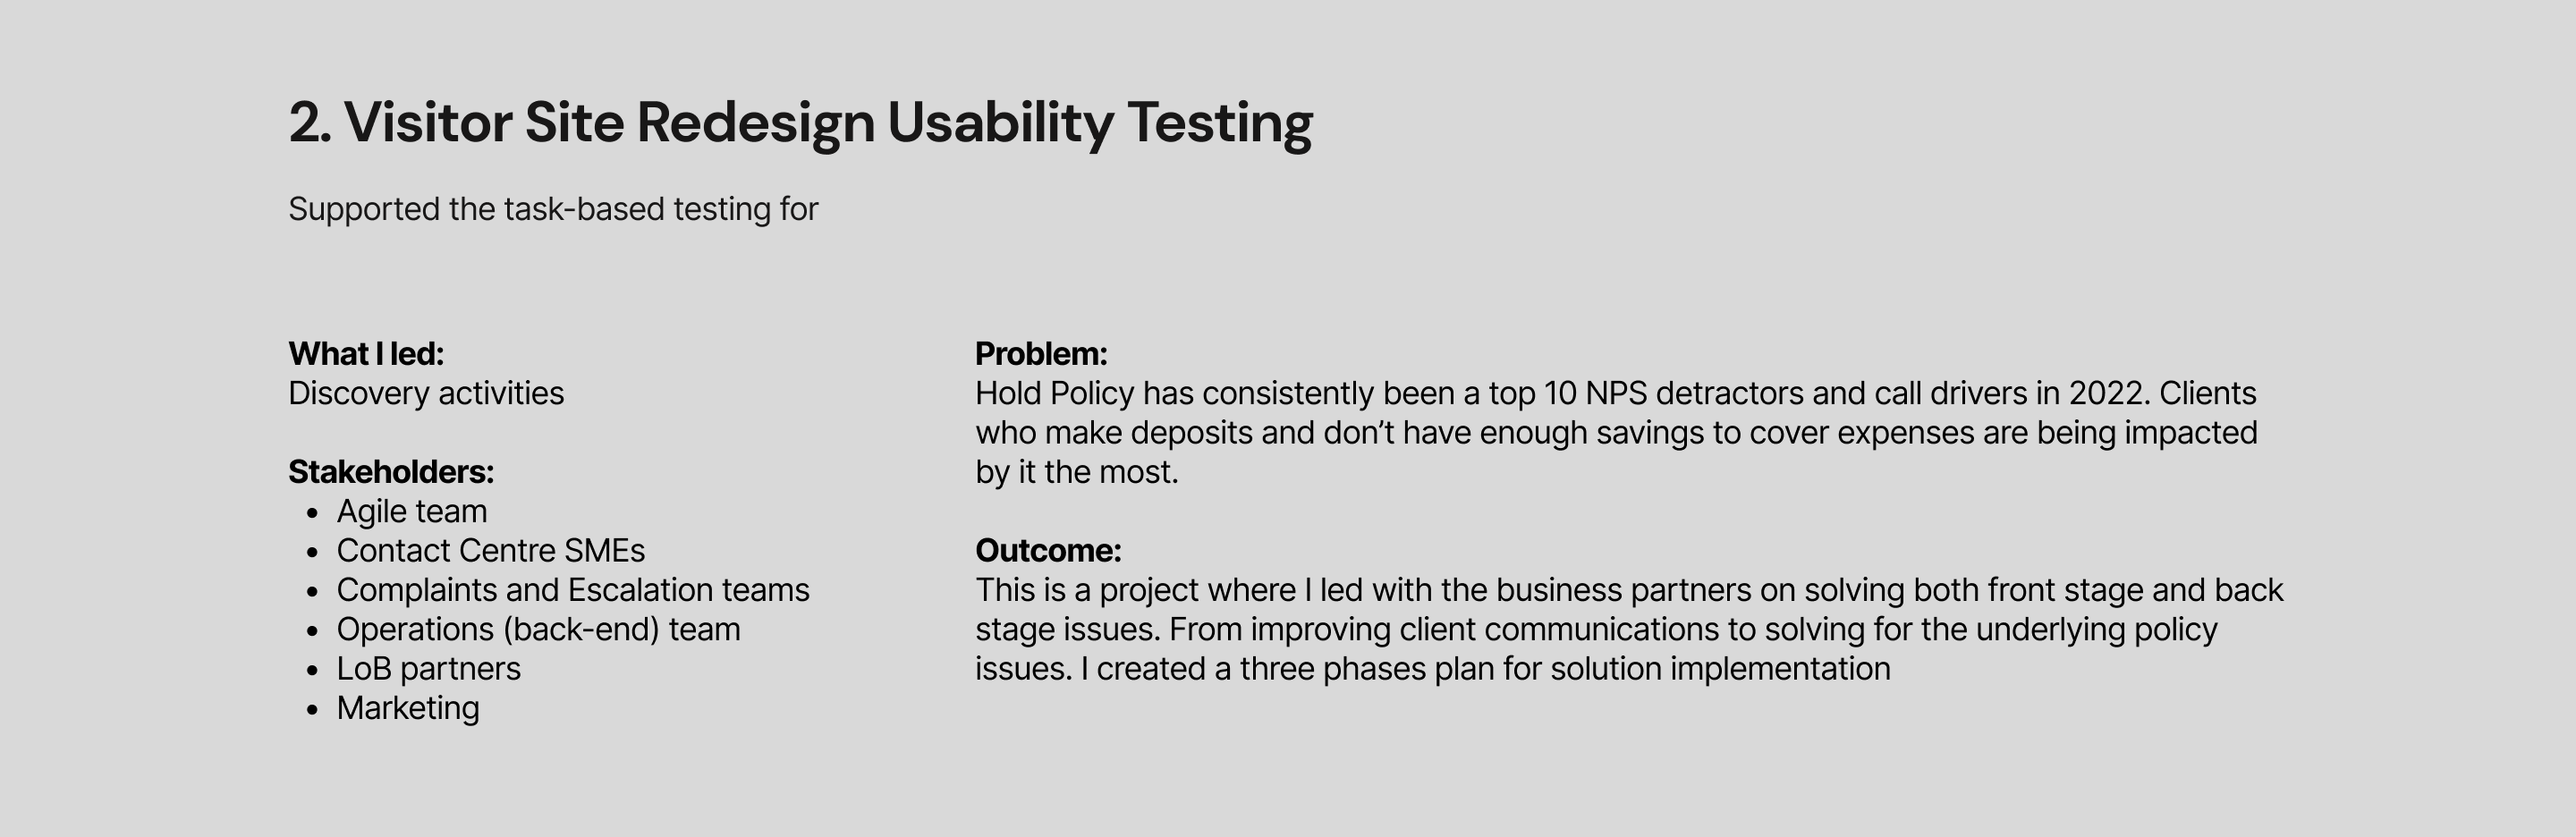 2. Visitor Site Redesign Usability Testing
Supported the task-based testing for
What I led:
Discovery activities
Stakeholders:
• Agile team
• Contact Centre SMEs
• Complaints and Escalation teams
• Operations (back-end) team
• LoB partners
• Marketing
Problem:
Hold Policy has consistently been a top 10 NPS detractors and call drivers in 2022. Clients
who make deposits and don’t have enough savings to cover expenses are being impacted
by it the most.
Outcome:
This is a project where I led with the business partners on solving both front stage and back
stage issues. From improving client communications to solving for the underlying policy
issues. I created a three phases plan for solution implementation